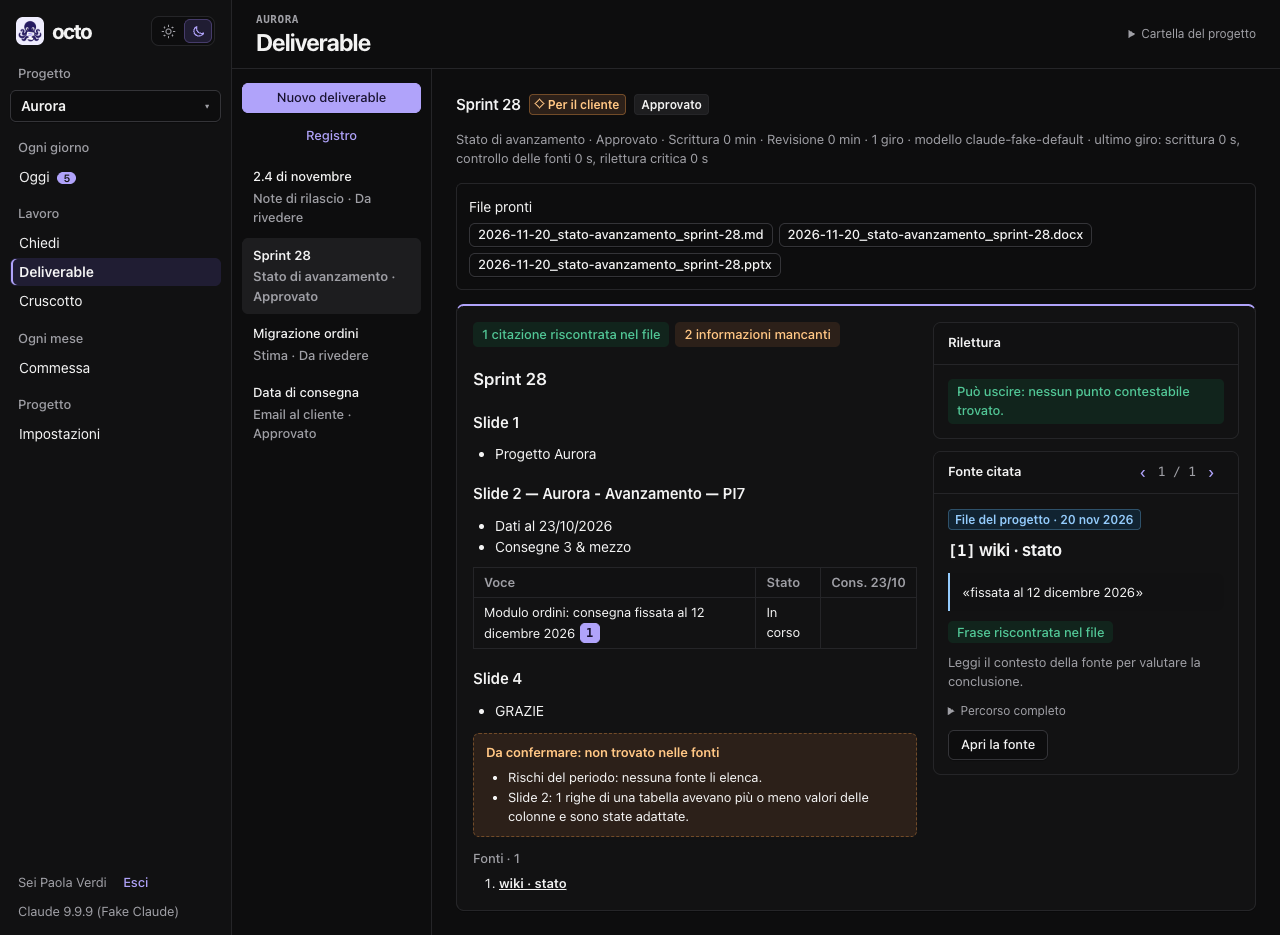 octo
Progetto
Aurora
Ogni giorno
Oggi 5
Lavoro
Chiedi
Deliverable
Cruscotto
Ogni mese
Commessa
Progetto
Impostazioni
Sei Paola Verdi Esci
Claude 9.9.9 (Fake Claude)
AURORA
Deliverable
Cartella del progetto
Nuovo deliverable
Registro
2.4 di novembre
Note di rilascio · Da
rivedere
Sprint 28
Stato di avanzamento ·
Approvato
Migrazione ordini
Stima · Da rivedere
Data di consegna
Email al cliente ·
Approvato
Sprint 28 Per il cliente Approvato
Stato di avanzamento · Approvato · Scrittura 0 min · Revisione 0 min · 1 giro · modello claude-fake-default · ultimo giro: scrittura 0 s,
controllo delle fonti 0 s, rilettura critica 0 s
File pronti
2026-11-20_stato-avanzamento_sprint-28.md 2026-11-20_stato-avanzamento_sprint-28.docx
2026-11-20_stato-avanzamento_sprint-28.pptx
1 citazione riscontrata nel file 2 informazioni mancanti
Sprint 28
Slide 1
• Progetto Aurora
Slide 2 — Aurora - Avanzamento — PI7
• Dati al 23/10/2026
• Consegne 3 & mezzo
Voce Stato Cons. 23/10
Modulo ordini: consegna fissata al 12 In
dicembre 2026 1 corso
Slide 4
• GRAZIE
Da confermare: non trovato nelle fonti
• Rischi del periodo: nessuna fonte li elenca.
• Slide 2: 1 righe di una tabella avevano più o meno valori delle
colonne e sono state adattate.
Fonti · 1
1. wiki · stato
Rilettura
Può uscire: nessun punto contestabile
trovato.
Fonte citata ‹ 1 / 1 ›
File del progetto · 20 nov 2026
[1] wiki · stato
«fissata al 12 dicembre 2026»
Frase riscontrata nel file
Leggi il contesto della fonte per valutare la
conclusione.
Percorso completo
Apri la fonte